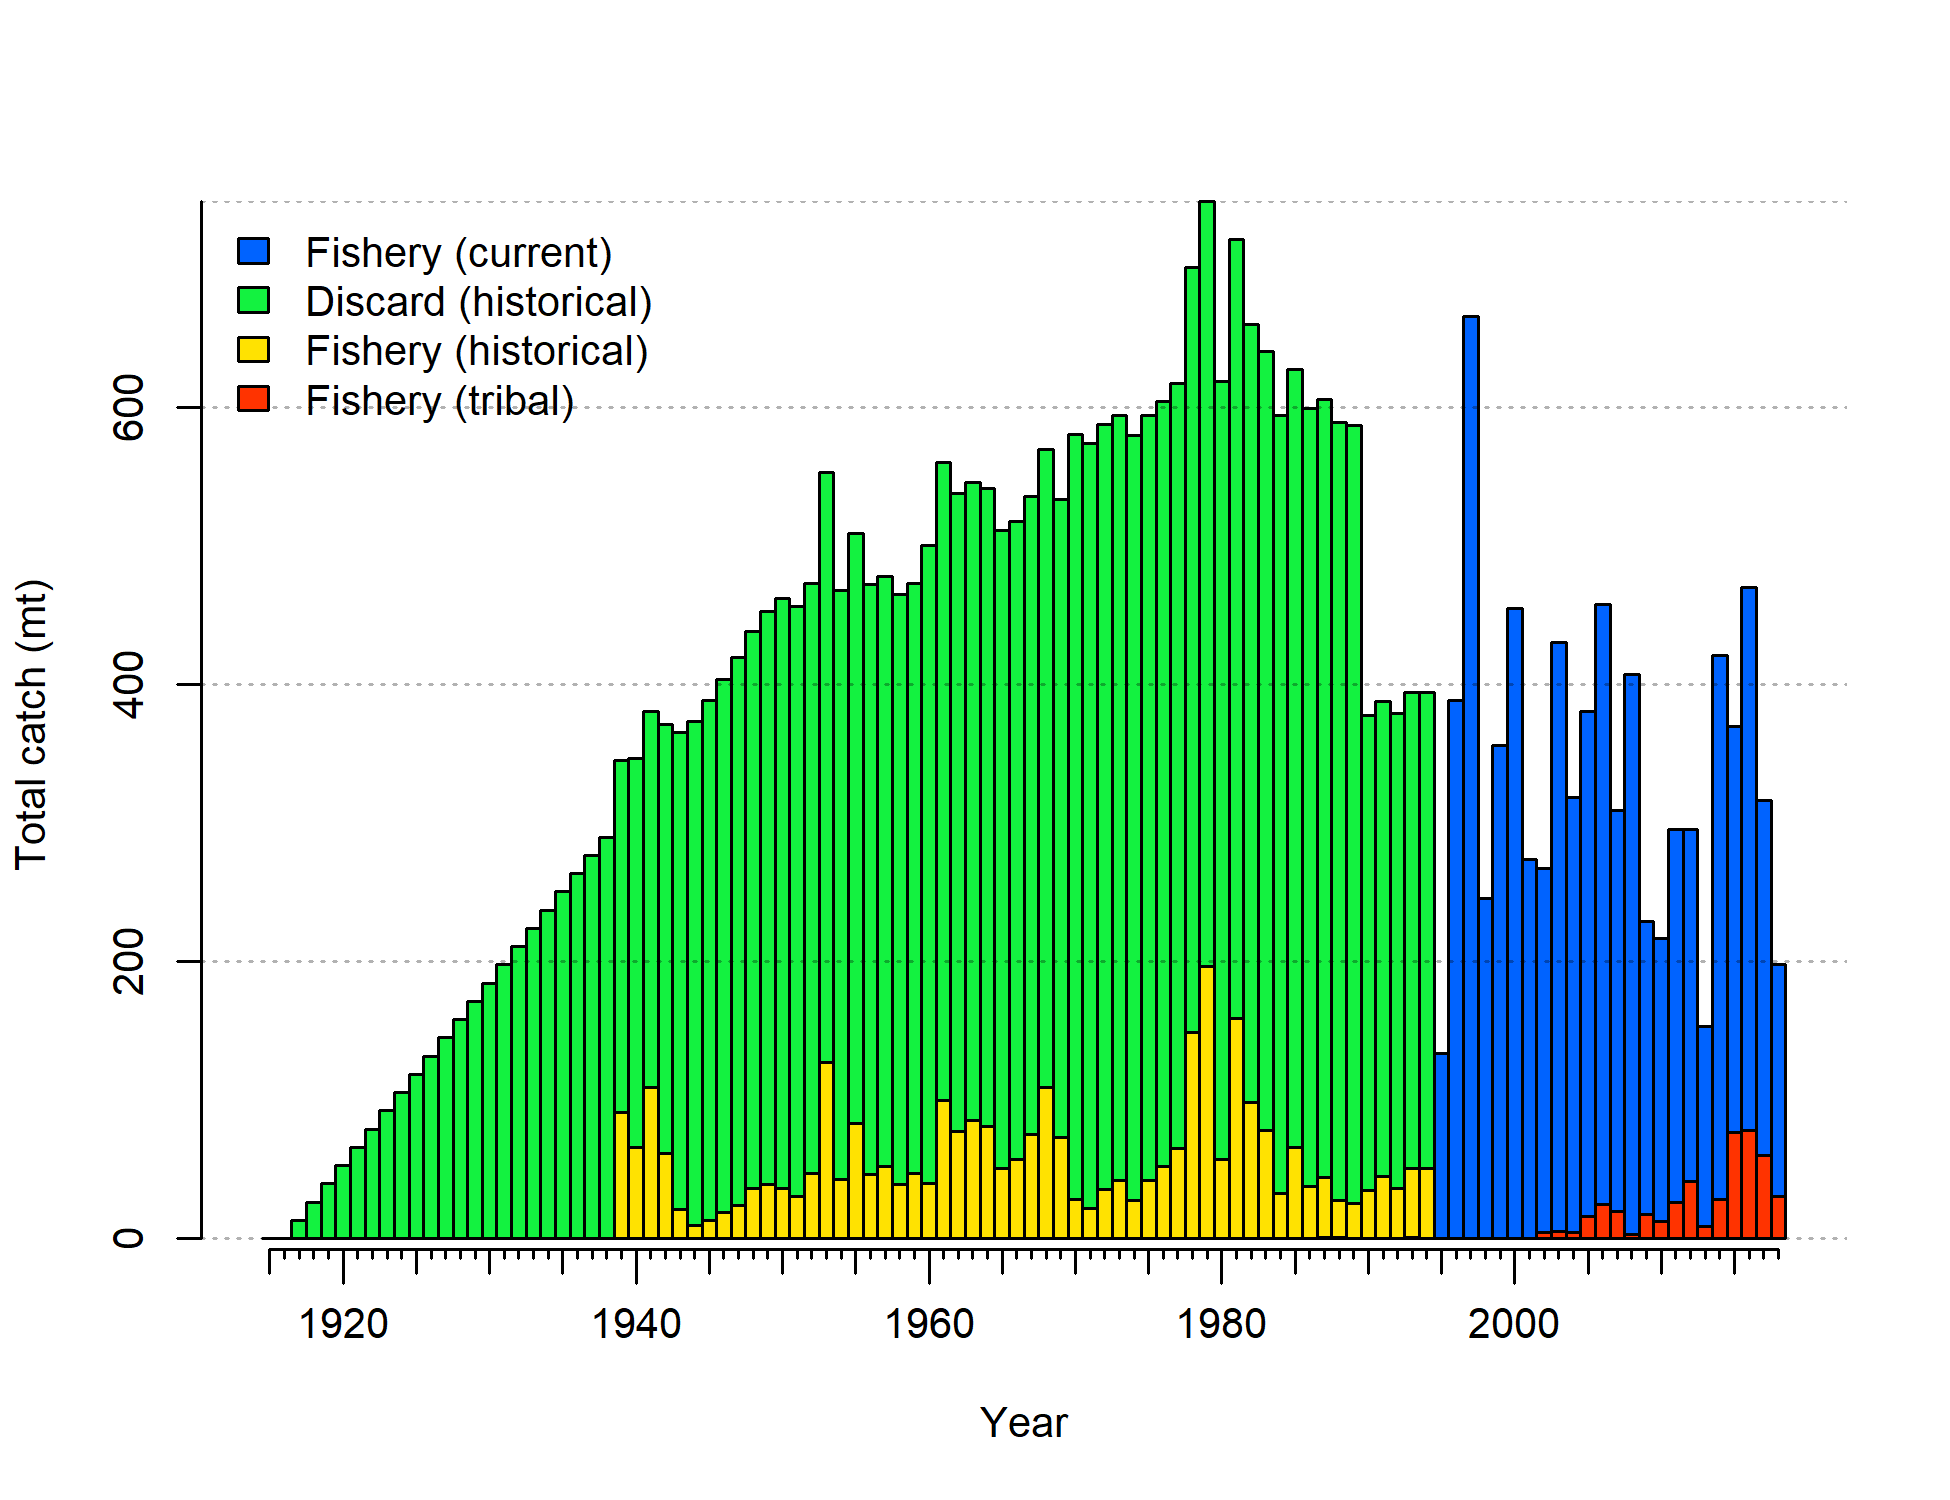 Fishery (current)
Discard (historical)
Fishery (historical)
Fishery (tribal)
Total catch (mt)
600
400
200
0
1920 1940 1960 1980 2000
Year